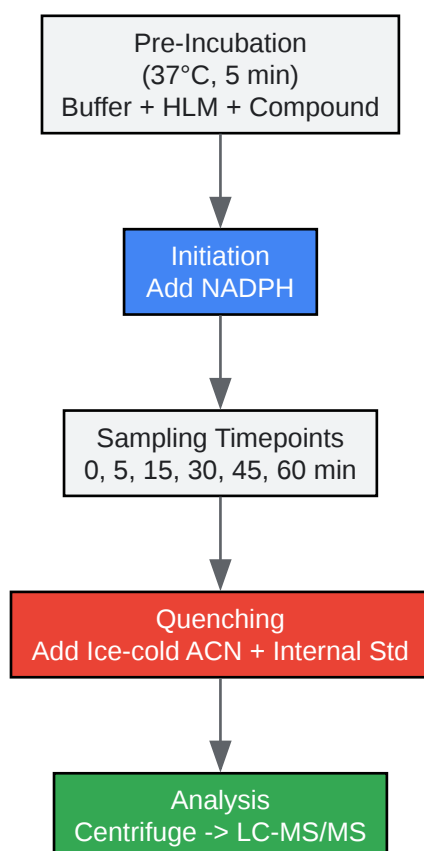 Pre-Incubation
(37°C, 5 min)
Buffer + HLM + Compound
Initiation
Add NADPH
Sampling Timepoints
0, 5, 15, 30, 45, 60 min
Quenching
Add Ice-cold ACN + Internal Std
Analysis
Centrifuge -> LC-MS/MS